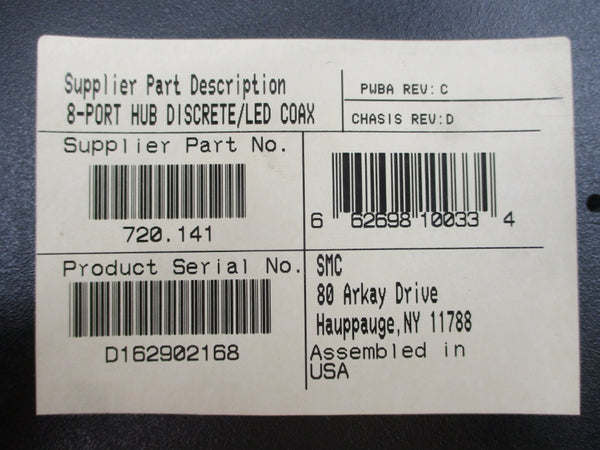 Supplier Part Description
8-PORT HUB DISCRETE/LED COAX
PWBA REV: C
CHASIS REV: D
Supplier Part No.
720.141
6 62698 10033 4
Product Serial No.
D162902168
SMC
80 Arkay Drive
Hauppauge,NY 11788
Assembled in
USA